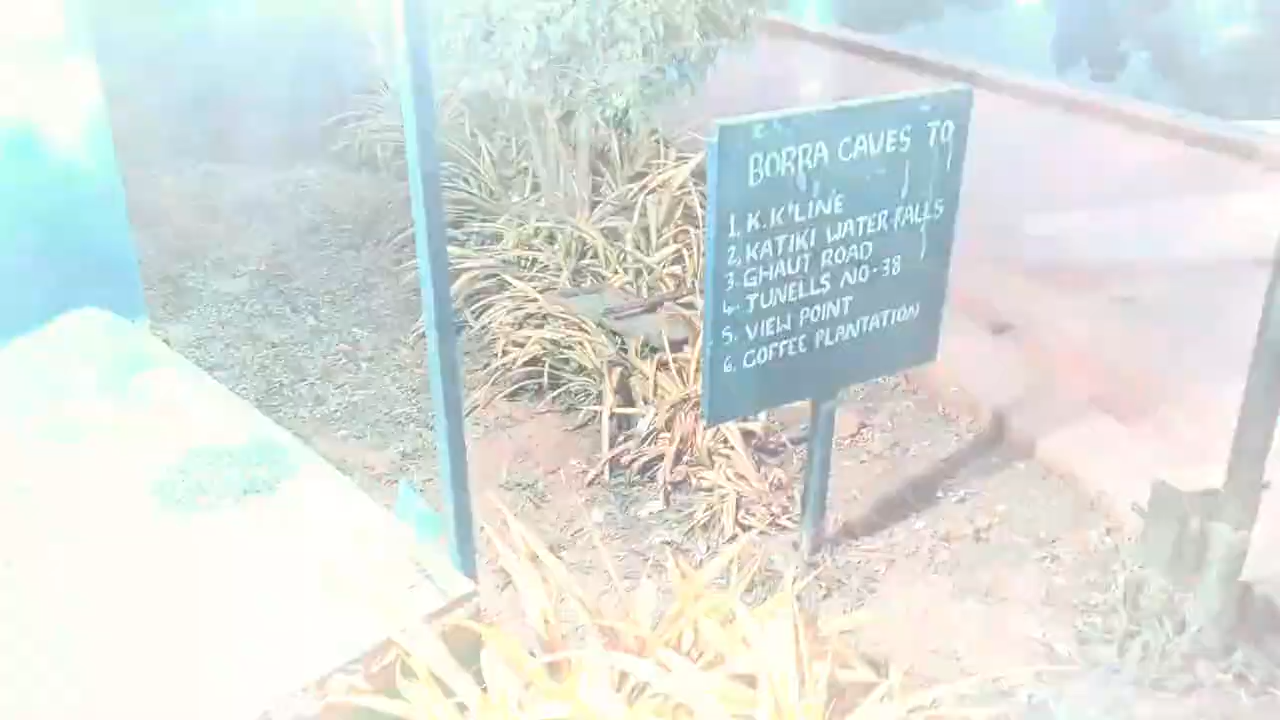 BORRA CAVES TO
1. K.K'LINE
2. KATIKI WATER FALLS
3. GHAUT ROAD
4. TUNELLS NO-38
5. VIEW POINT
6. COFFEE PLANTATION